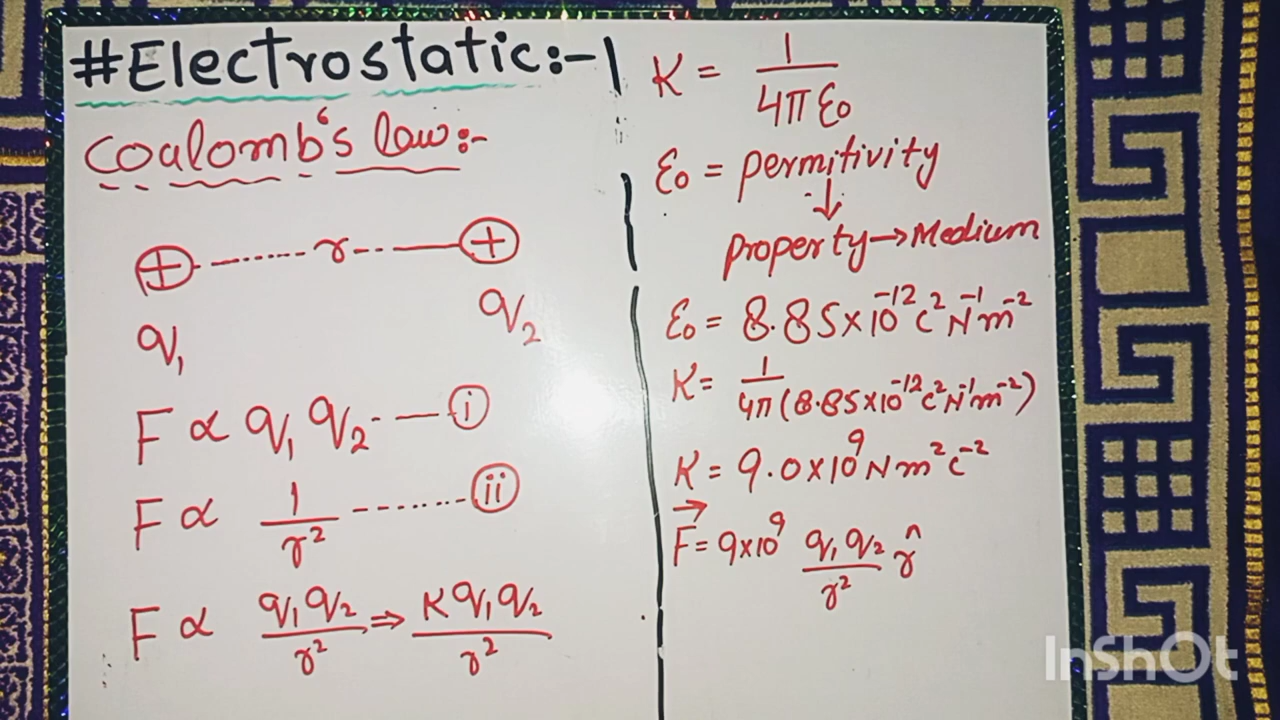 #Electrostatic:-1
Coalomb's law:-
⊕ ------- r ------- ⊕
q₁ q₂
F ∝ q₁ q₂ -- — (i)
F ∝ 1/r² ------- (ii)
F ∝ q₁q₂/r² ⇒ Kq₁q₂/r²
K = 1/4πε₀
ε₀ = permitivity
↓
property→Medium
ε₀ = 8.85×10⁻¹² C² N⁻¹ m⁻²
K = 1/4π(8.85×10⁻¹² C² N⁻¹ m⁻²)
K = 9.0×10⁹ N m² C⁻²
F⃗ = 9×10⁹ q₁q₂/r² r̂
InShOt